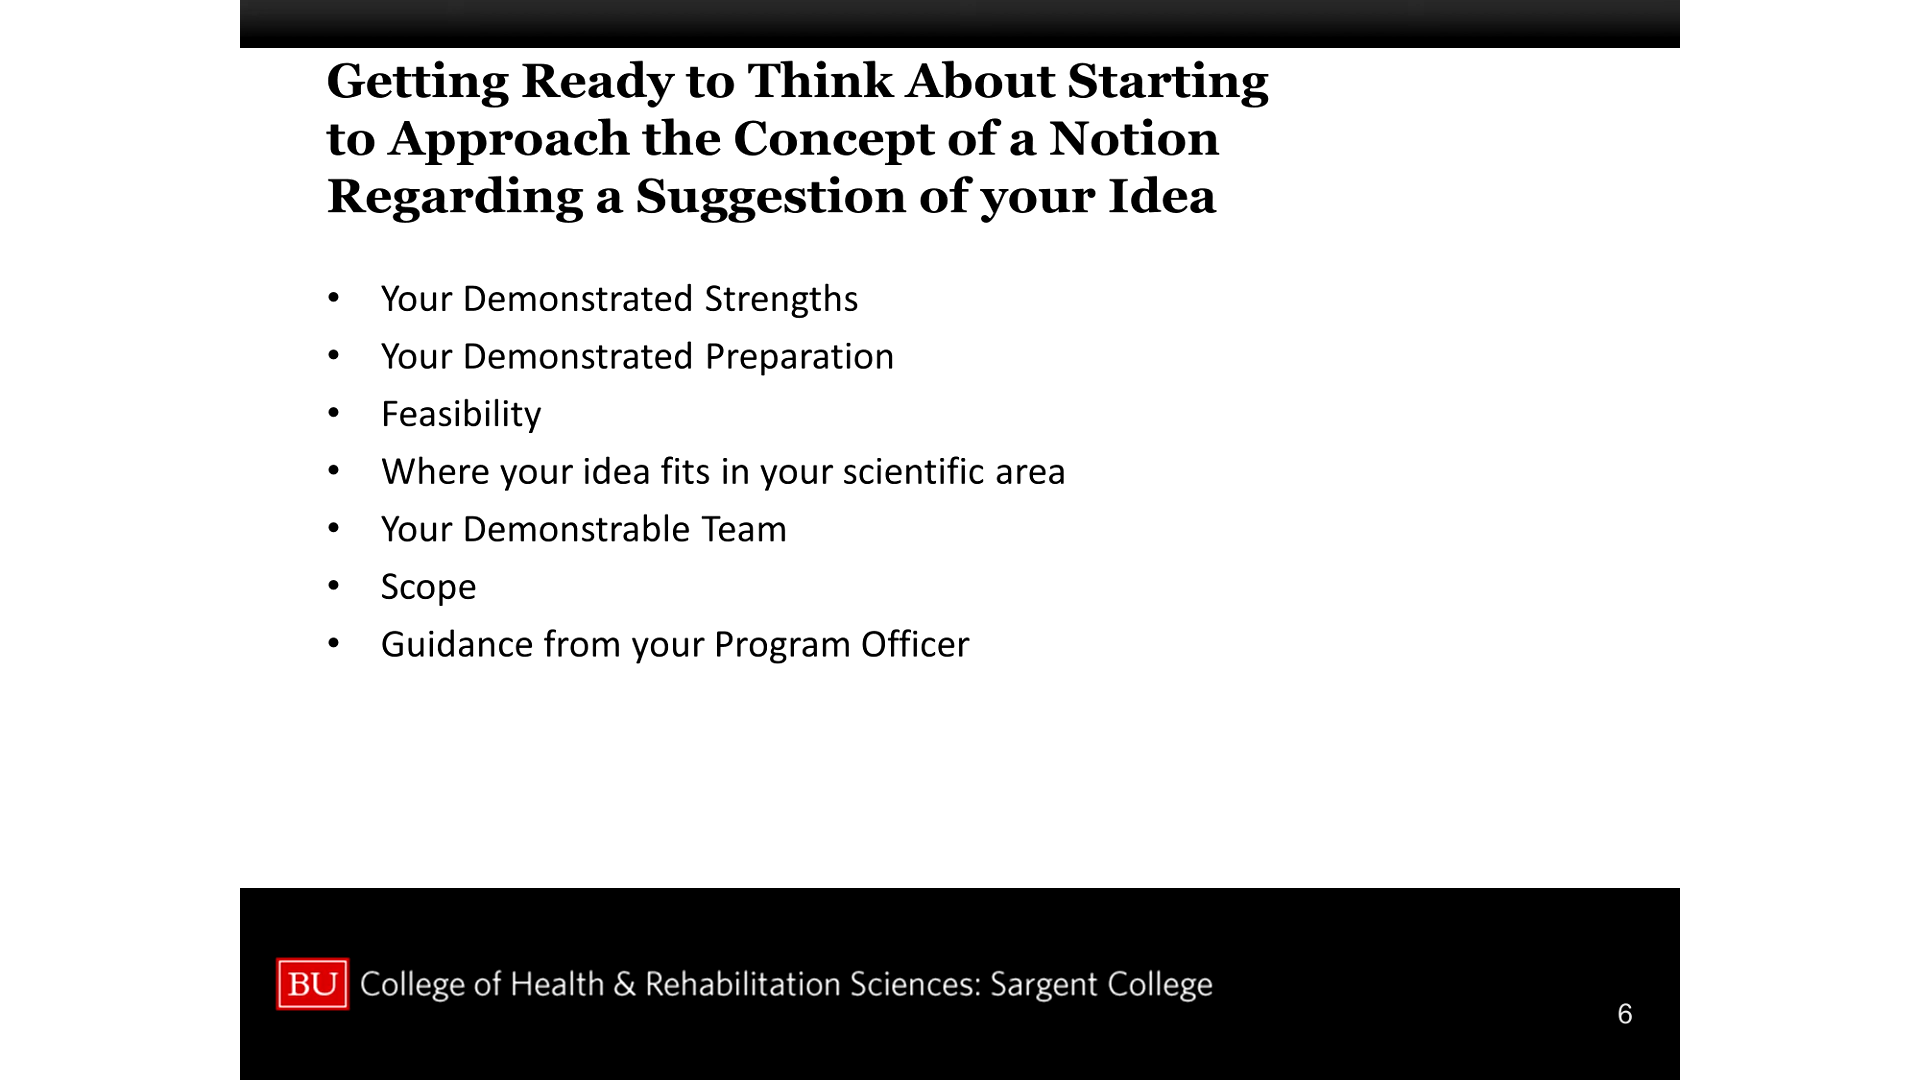 Getting Ready to Think About Starting
to Approach the Concept of a Notion
Regarding a Suggestion of your Idea
• Your Demonstrated Strengths
• Your Demonstrated Preparation
• Feasibility
• Where your idea fits in your scientific area
• Your Demonstrable Team
• Scope
• Guidance from your Program Officer
BU College of Health & Rehabilitation Sciences: Sargent College
6